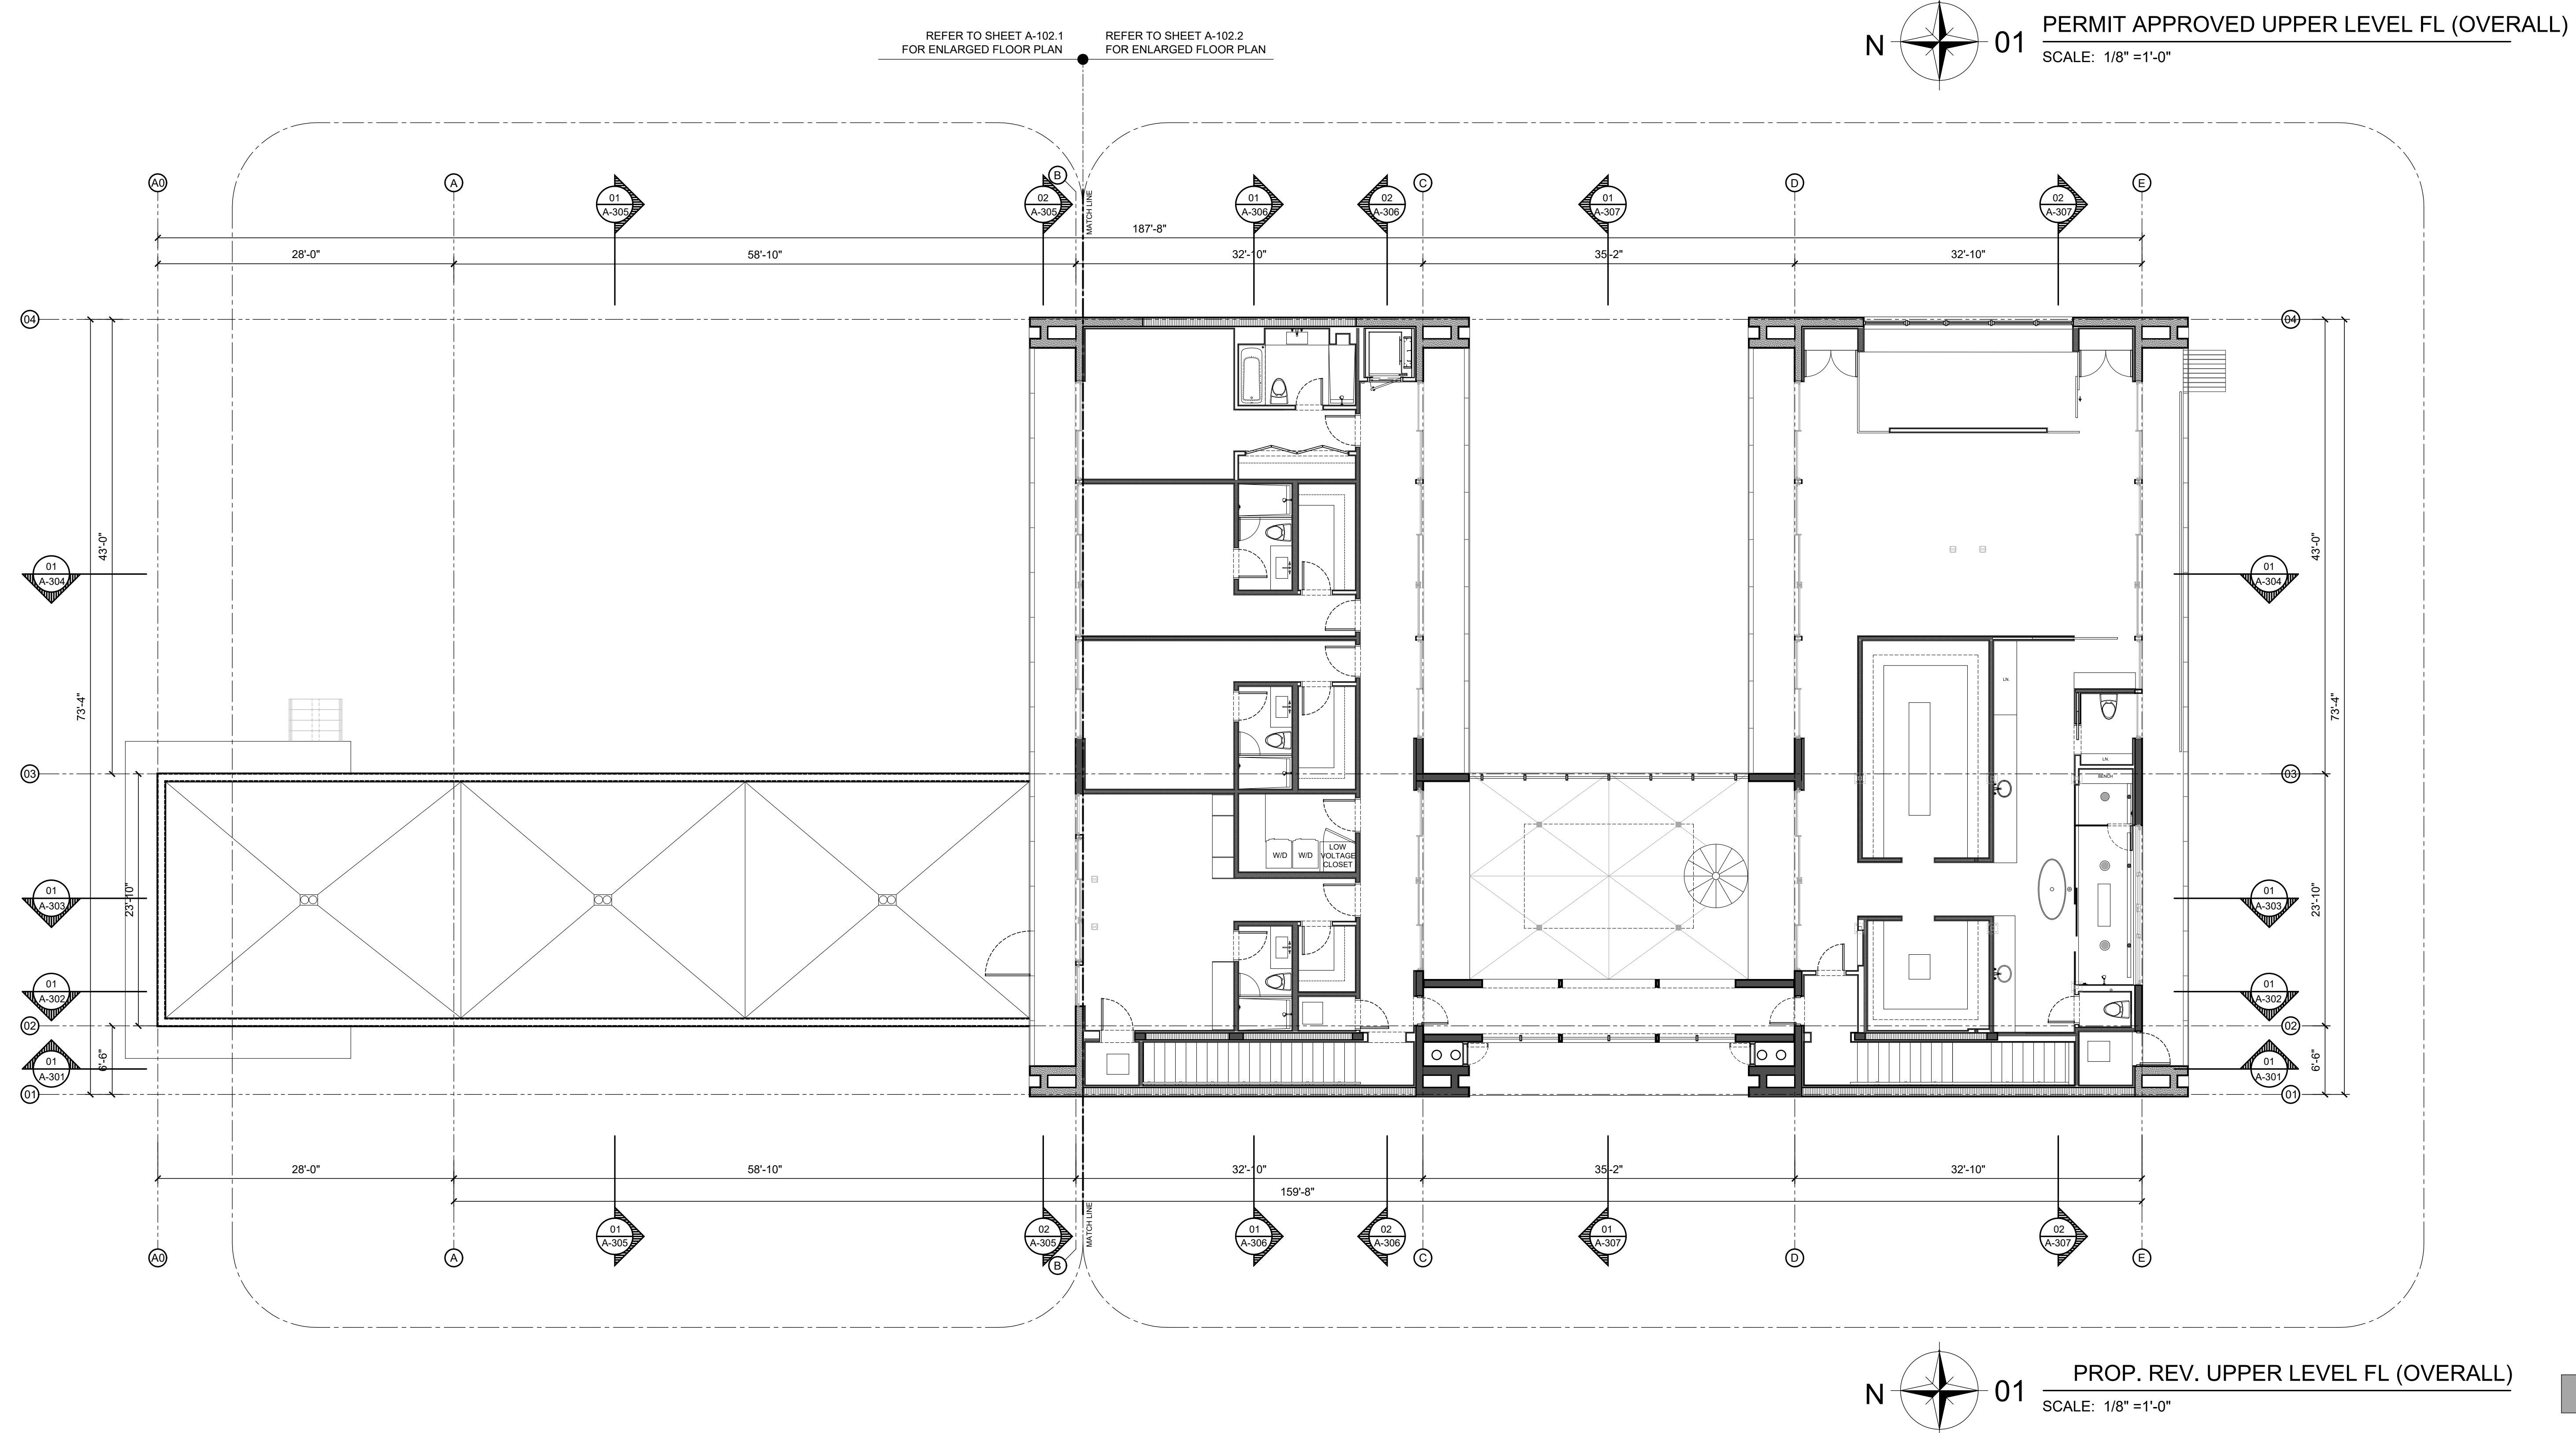 PERMIT APPROVED UPPER LEVEL FL (OVERALL)
N
01
SCALE: 1/8" =1'-0"
REFER TO SHEET A-102.1
FOR ENLARGED FLOOR PLAN
REFER TO SHEET A-102.2
FOR ENLARGED FLOOR PLAN
A0
A
B
C
D
E
01
A-305
02
A-305
MATCH LINE
01
A-306
02
A-306
01
A-307
02
A-307
187'-8"
28'-0"
58'-10"
32'-10"
35'-2"
32'-10"
04
04
43'-0"
43'-0"
01
A-304
01
A-304
73'-4"
73'-4"
LN.
LN.
BENCH
03
03
W/D
W/D
LOW
VOLTAGE
CLOSET
01
A-303
01
A-303
23'-10"
23'-10"
01
A-302
01
A-302
02
02
01
A-301
01
A-301
6'-6"
6'-6"
01
01
28'-0"
58'-10"
32'-10"
35'-2"
32'-10"
159'-8"
01
A-305
02
A-305
MATCH LINE
01
A-306
02
A-306
01
A-307
02
A-307
A0
A
B
C
D
E
PROP. REV. UPPER LEVEL FL (OVERALL)
N
01
SCALE: 1/8" =1'-0"